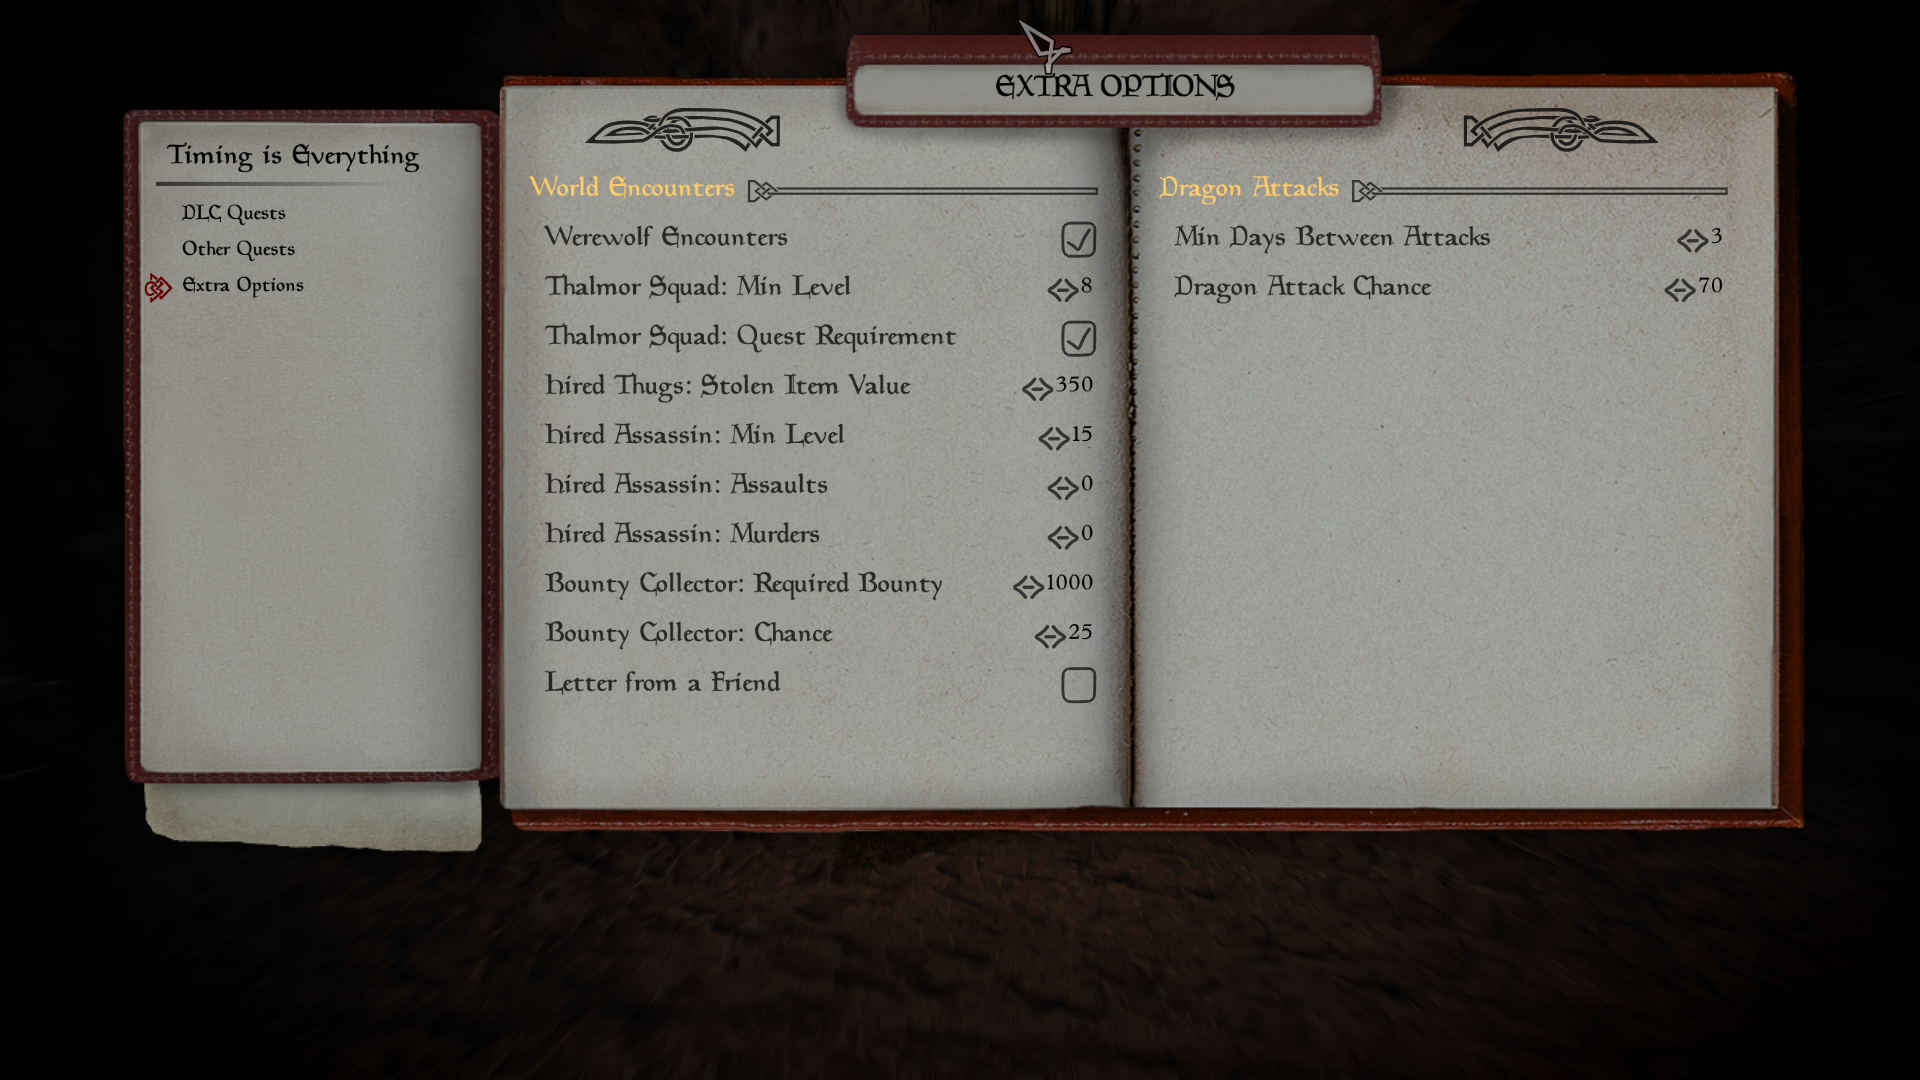 EXTRA OPTIONS
Timing is Everything
DLC Quests
Other Quests
Extra Options
World Encounters
Werewolf Encounters
Thalmor Squad: Min Level 8
Thalmor Squad: Quest Requirement
Hired Thugs: Stolen Item Value 350
Hired Assassin: Min Level 15
Hired Assassin: Assaults 0
Hired Assassin: Murders 0
Bounty Collector: Required Bounty 1000
Bounty Collector: Chance 25
Letter from a Friend
Dragon Attacks
Min Days Between Attacks 3
Dragon Attack Chance 70